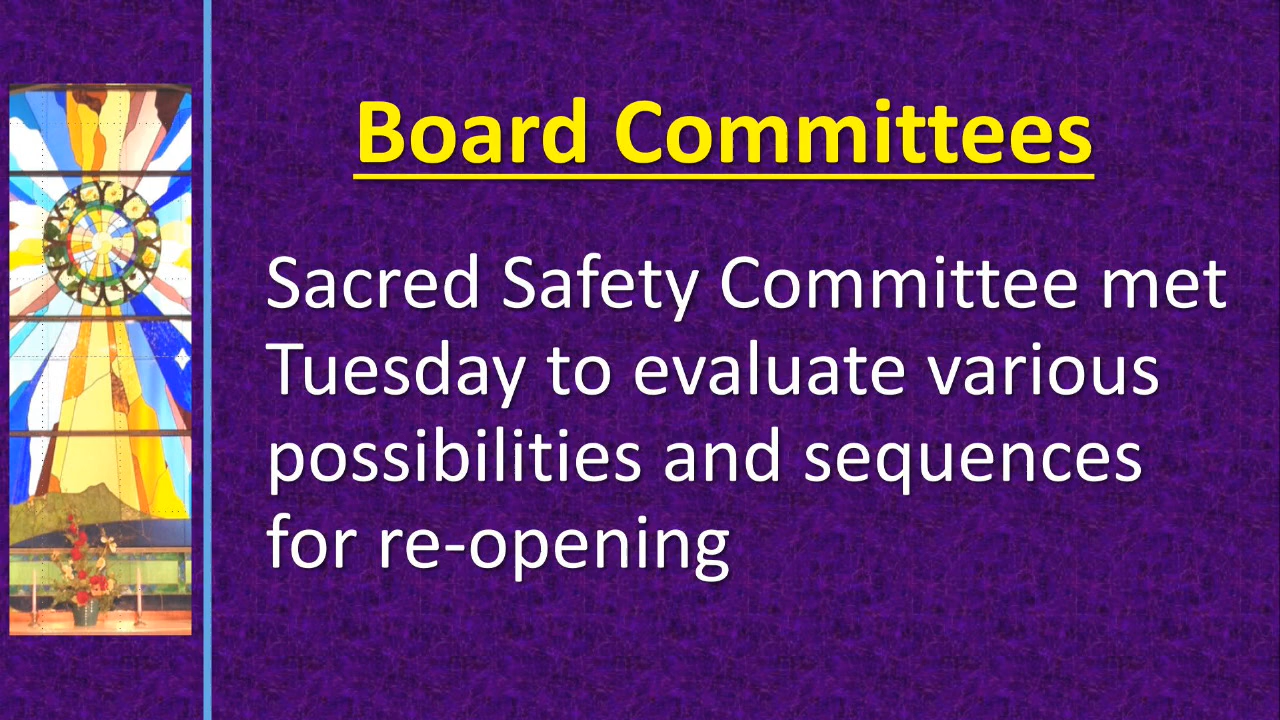 Board Committees
Sacred Safety Committee met
Tuesday to evaluate various
possibilities and sequences
for re-opening